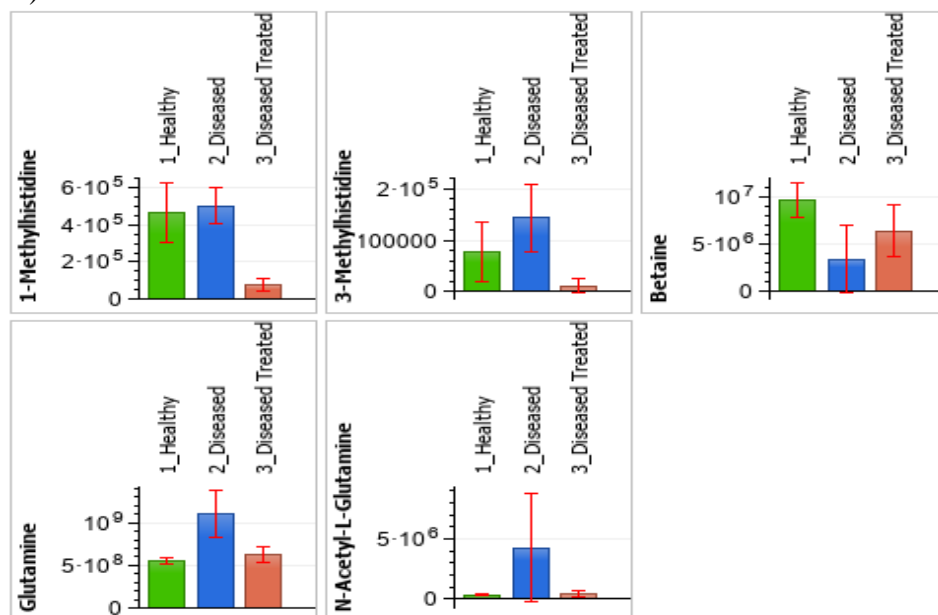 1-Methylhistidine
1_Healthy
2_Diseased
3_Diseased Treated
6·10⁵
4·10⁵
2·10⁵
0
3-Methylhistidine
1_Healthy
2_Diseased
3_Diseased Treated
2·10⁵
100000
0
Betaine
1_Healthy
2_Diseased
3_Diseased Treated
10⁷
5·10⁶
0
Glutamine
1_Healthy
2_Diseased
3_Diseased Treated
10⁹
5·10⁸
0
N-Acetyl-L-Glutamine
1_Healthy
2_Diseased
3_Diseased Treated
5·10⁶
0